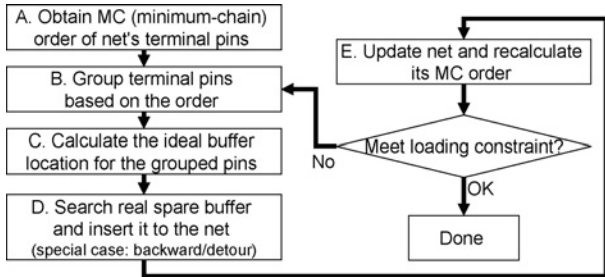 A. Obtain MC (minimum-chain)
order of net's terminal pins
B. Group terminal pins
based on the order
C. Calculate the ideal buffer
location for the grouped pins
D. Search real spare buffer
and insert it to the net
(special case: backward/detour)
E. Update net and recalculate
its MC order
Meet loading constraint?
No
OK
Done